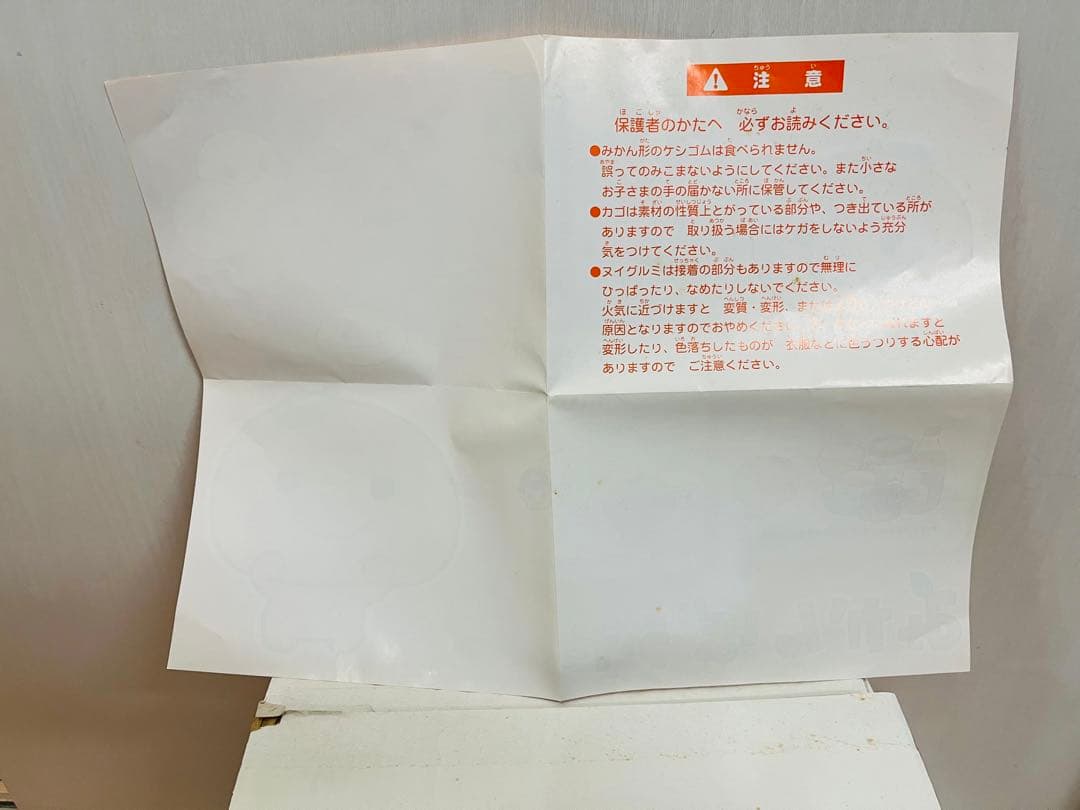 注意
保護者のかたへ 必ずお読みください。
●みかん形のケシゴムは食べられません。
誤ってのみこまないようにしてください。また小さな
お子さまの手の届かない所に保管してください。
●カゴは素材の性質上とがっている部分や、つき出ている所が
ありますので 取り扱う場合にはケガをしないよう充分
気をつけてください。
●ヌイグルミは接着の部分もありますので無理に
ひっぱったり、なめたりしないでください。
火気に近づけますと 変質・変形、または
原因となりますのでおやめください。 ますと
変形したり、色落ちしたものが 衣服などに色うつりする心配が
ありますので ご注意ください。